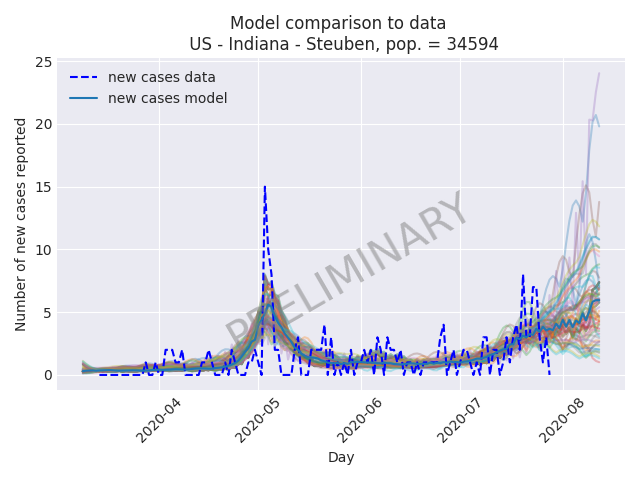 Model comparison to data
US - Indiana - Steuben, pop. = 34594
25
20
15
10
5
0
Number of new cases reported
new cases data
new cases model
PRELIMINARY
2020-04
2020-05
2020-06
2020-07
2020-08
Day